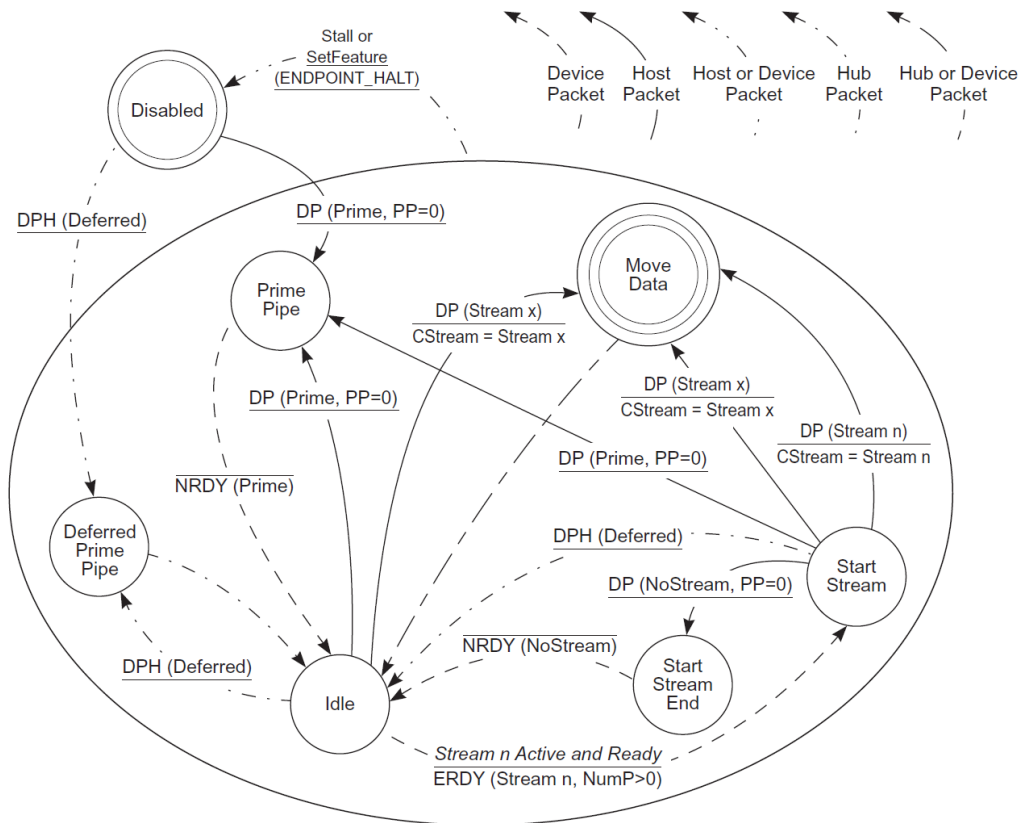 Stall or
SetFeature
(ENDPOINT_HALT)
Device
Packet
Host
Packet
Host or Device
Packet
Hub
Packet
Hub or Device
Packet
Disabled
DPH (Deferred)
DP (Prime, PP=0)
Move
Data
Prime
Pipe
DP (Stream x)
CStream = Stream x
DP (Prime, PP=0)
DP (Stream x)
CStream = Stream x
DP (Stream n)
CStream = Stream n
DP (Prime, PP=0)
NRDY (Prime)
Deferred
Prime
Pipe
DPH (Deferred)
Start
Stream
DP (NoStream, PP=0)
NRDY (NoStream)
DPH (Deferred)
Start
Stream
End
Idle
Stream n Active and Ready
ERDY (Stream n, NumP>0)